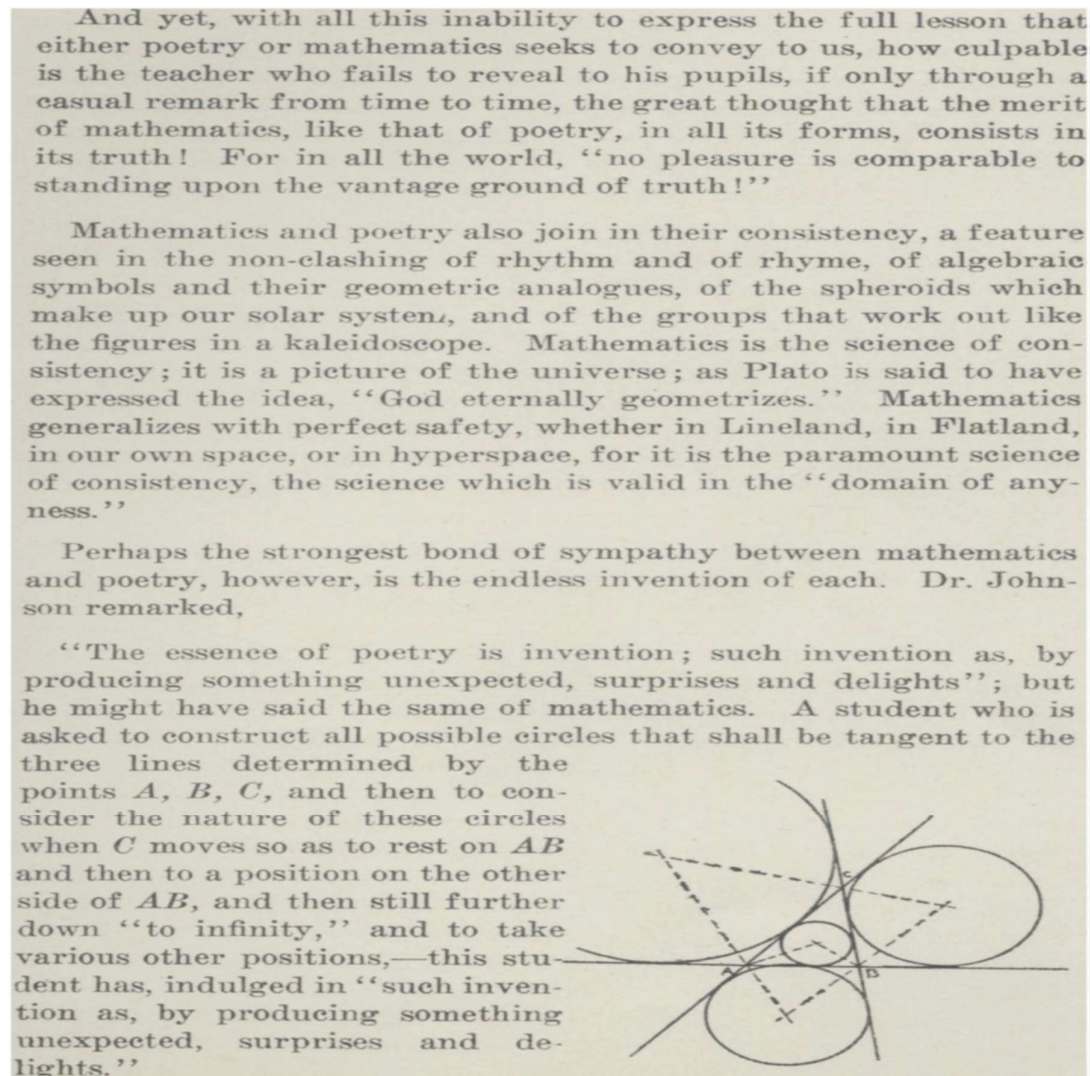 And yet, with all this inability to express the full lesson that
either poetry or mathematics seeks to convey to us, how culpable
is the teacher who fails to reveal to his pupils, if only through a
casual remark from time to time, the great thought that the merit
of mathematics, like that of poetry, in all its forms, consists in
its truth! For in all the world, “no pleasure is comparable to
standing upon the vantage ground of truth!”
Mathematics and poetry also join in their consistency, a feature
seen in the non-clashing of rhythm and of rhyme, of algebraic
symbols and their geometric analogues, of the spheroids which
make up our solar system, and of the groups that work out like
the figures in a kaleidoscope. Mathematics is the science of con-
sistency; it is a picture of the universe; as Plato is said to have
expressed the idea, “God eternally geometrizes.” Mathematics
generalizes with perfect safety, whether in Lineland, in Flatland,
in our own space, or in hyperspace, for it is the paramount science
of consistency, the science which is valid in the “domain of any-
ness.”
Perhaps the strongest bond of sympathy between mathematics
and poetry, however, is the endless invention of each. Dr. John-
son remarked,
“The essence of poetry is invention; such invention as, by
producing something unexpected, surprises and delights”; but
he might have said the same of mathematics. A student who is
asked to construct all possible circles that shall be tangent to the
three lines determined by the
points A, B, C, and then to con-
sider the nature of these circles
when C moves so as to rest on AB
and then to a position on the other
side of AB, and then still further
down “to infinity,” and to take
various other positions,—this stu-
dent has, indulged in “such inven-
tion as, by producing something
unexpected, surprises and de-
lights.”
C
A
B